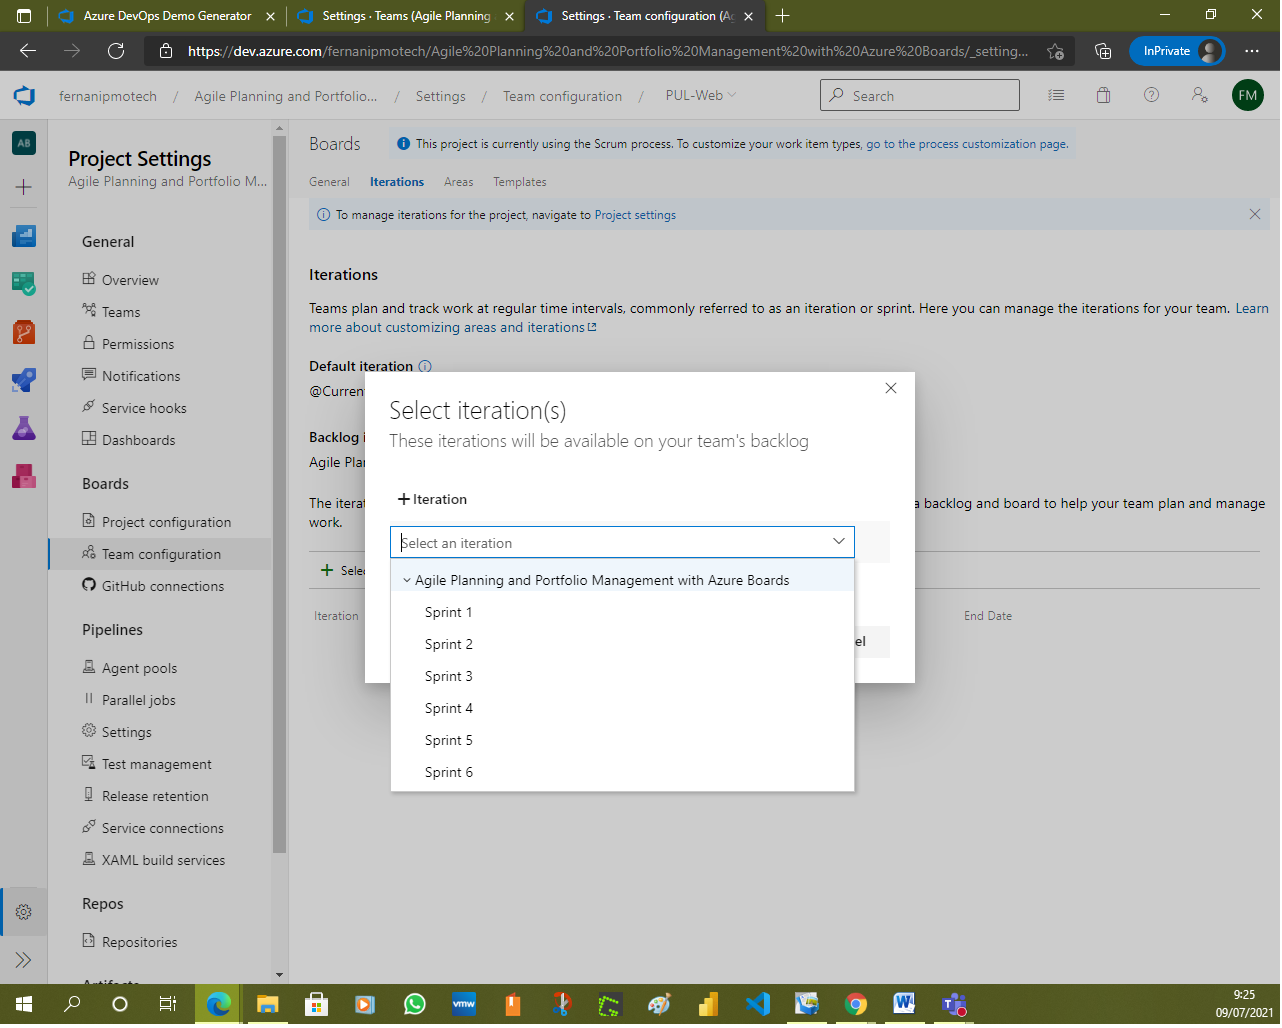 Azure DevOps Demo Generator
Settings · Teams (Agile Planning
Settings · Team configuration (Ag
https://dev.azure.com/fernanipmotech/Agile%20Planning%20and%20Portfolio%20Management%20with%20Azure%20Boards/_setting...
InPrivate
fernanipmotech / Agile Planning and Portfolio... / Settings / Team configuration / PUL-Web
Search
FM
AB
Project Settings
Agile Planning and Portfolio M...
General
Overview
Teams
Permissions
Notifications
Service hooks
Dashboards
Boards
Project configuration
Team configuration
GitHub connections
Pipelines
Agent pools
Parallel jobs
Settings
Test management
Release retention
Service connections
XAML build services
Repos
Repositories
Artifacts
Boards
This project is currently using the Scrum process. To customize your work item types, go to the process customization page.
General Iterations Areas Templates
To manage iterations for the project, navigate to Project settings
Iterations
Teams plan and track work at regular time intervals, commonly referred to as an iteration or sprint. Here you can manage the iterations for your team. Learn
more about customizing areas and iterations
Default iteration
@Curren
Backlog i
Agile Plan
The iterat
a backlog and board to help your team plan and manage
work.
+ Selec
Iteration
End Date
Select iteration(s)
These iterations will be available on your team's backlog
+ Iteration
Select an iteration
Agile Planning and Portfolio Management with Azure Boards
Sprint 1
Sprint 2
Sprint 3
Sprint 4
Sprint 5
Sprint 6
el
vmw
9:25
09/07/2021